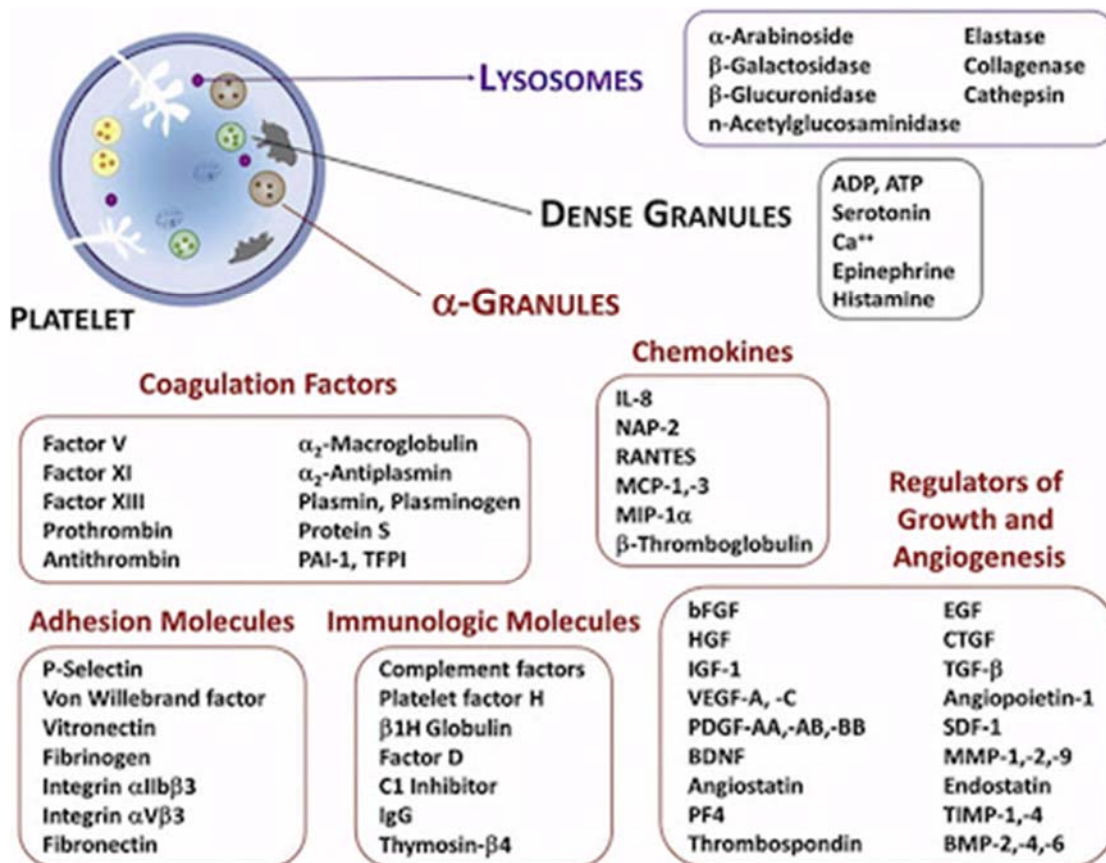 LYSOSOMES
α-Arabinoside Elastase
β-Galactosidase Collagenase
β-Glucuronidase Cathepsin
n-Acetylglucosaminidase
DENSE GRANULES
ADP, ATP
Serotonin
Ca⁺⁺
Epinephrine
Histamine
α-GRANULES
PLATELET
Coagulation Factors
Factor V α₂-Macroglobulin
Factor XI α₂-Antiplasmin
Factor XIII Plasmin, Plasminogen
Prothrombin Protein S
Antithrombin PAI-1, TFPI
Chemokines
IL-8
NAP-2
RANTES
MCP-1,-3
MIP-1α
β-Thromboglobulin
Adhesion Molecules
P-Selectin
Von Willebrand factor
Vitronectin
Fibrinogen
Integrin αIIbβ3
Integrin αVβ3
Fibronectin
Immunologic Molecules
Complement factors
Platelet factor H
β1H Globulin
Factor D
C1 Inhibitor
IgG
Thymosin-β4
Regulators of
Growth and
Angiogenesis
bFGF EGF
HGF CTGF
IGF-1 TGF-β
VEGF-A, -C Angiopoietin-1
PDGF-AA,-AB,-BB SDF-1
BDNF MMP-1,-2,-9
Angiostatin Endostatin
PF4 TIMP-1,-4
Thrombospondin BMP-2,-4,-6